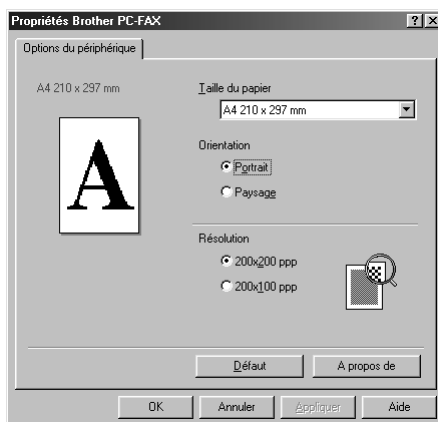 Propriétés Brother PC-FAX
Options du périphérique
A4 210 x 297 mm
Taille du papier
A4 210 x 297 mm
A
Orientation
Portrait
Paysage
Résolution
200x200 ppp
200x100 ppp
Défaut
A propos de
OK
Annuler
Appliquer
Aide